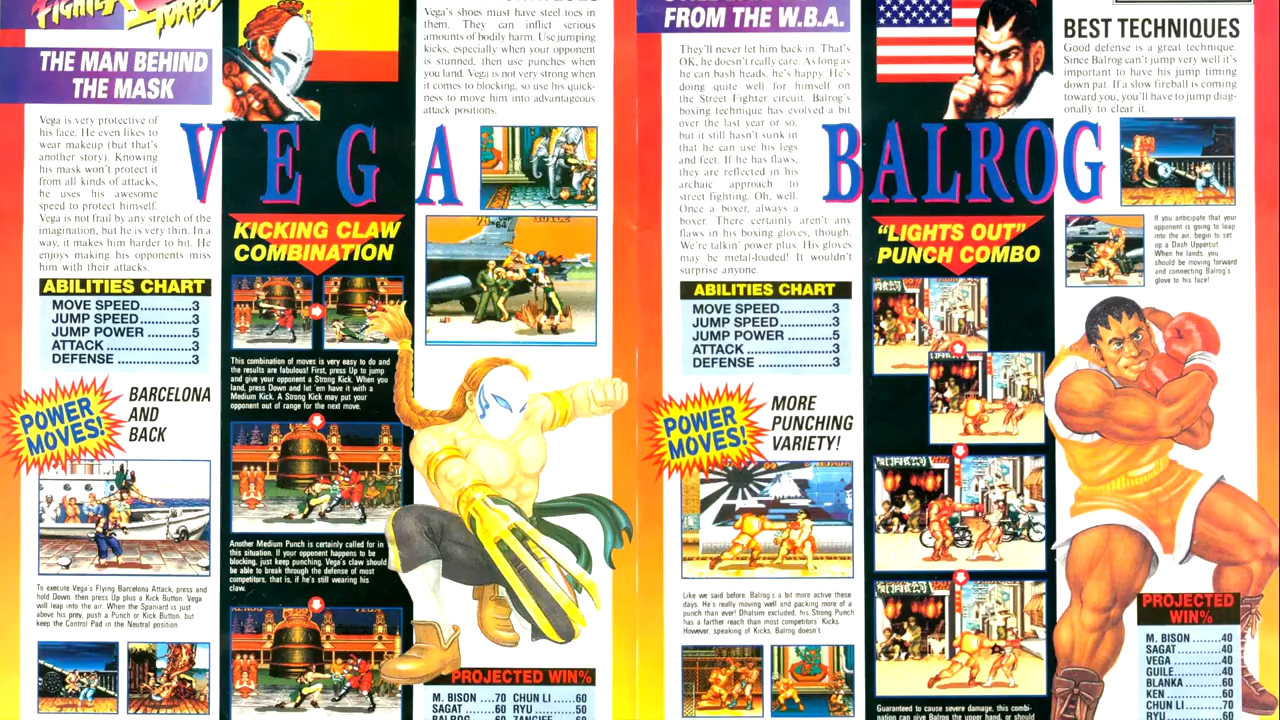 FIGHTER
TURBO
THE MAN BEHIND
THE MASK
Vega is very protective of
his face. He even likes to
wear makeup (but that's
another story). Knowing
his mask won't protect it
from all kinds of attacks,
he uses his awesome
speed to protect himself.
Vega is not frail by any stretch of the
imagination, but he is very thin. In a
way, it makes him harder to hit. He
enjoys making his opponents miss
him with their attacks.
ABILITIES CHART
MOVE SPEED..............3
JUMP SPEED..............3
JUMP POWER............5
ATTACK.....................3
DEFENSE...................3
POWER
MOVES!
BARCELONA
AND
BACK
To execute Vega's Flying Barcelona Attack, press and
hold Down, then press Up plus a Kick Button. Vega
will leap into the air. When the Spaniard is just
above his prey, push a Punch or Kick Button, but
keep the Control Pad in the Neutral position.
VEGA
KICKING CLAW
COMBINATION
This combination of moves is very easy to do and
the results are fabulous! First, press Up to jump
and give your opponent a Strong Kick. When you
land, press Down and let 'em have it with a
Medium Kick. A Strong Kick may put your
opponent out of range for the next move.
Another Medium Punch is certainly called for in
this situation. If your opponent happens to be
blocking, just keep punching. Vega's claw should
be able to break through the defense of most
competitors, that is, if he's still wearing his
claw.
Vega's shoes must have steel toes in
them. They can inflict serious
amounts of bodily harm. Use jumping
kicks, especially when your opponent
is stunned, then use punches when
you land. Vega is not very strong when
it comes to blocking, so use his quick-
ness to move him into advantageous
attack positions.
PROJECTED WIN%
M. BISON ....70 CHUN LI .....60
SAGAT ........60 RYU............50
BALROG ......60 ZANGIEF ....60
FROM THE W.B.A.
They'll never let him back in. That's
OK, he doesn't really care. As long as
he can bash heads, he's happy. He's
doing quite well for himself on
the Street Fighter circuit. Balrog's
boxing technique has evolved a bit
over the last year or so,
but it still hasn't sunk in
that he can use his legs
and feet. If he has flaws,
they are reflected in his
archaic approach to
street fighting. Oh, well.
Once a boxer, always a
boxer. There certainly aren't any
flaws in his boxing gloves, though.
We're talkin' power plus. His gloves
may be metal-loaded! It wouldn't
surprise anyone.
ABILITIES CHART
MOVE SPEED..............3
JUMP SPEED..............3
JUMP POWER............5
ATTACK.....................3
DEFENSE...................3
POWER
MOVES!
MORE
PUNCHING
VARIETY!
Like we said before, Balrog's a bit more active these
days. He's really moving well and packing more of a
punch than ever! Dhalsim excluded, his Strong Punch
has a farther reach than most competitors' Kicks.
However, speaking of Kicks, Balrog doesn't
BALROG
"LIGHTS OUT"
PUNCH COMBO
Guaranteed to cause severe damage, this combi-
nation can give Balrog the upper hand, or should
BEST TECHNIQUES
Good defense is a great technique.
Since Balrog can't jump very well it's
important to have his jump timing
down pat. If a slow fireball is coming
toward you, you'll have to jump diag-
onally to clear it.
If you anticipate that your
opponent is going to leap
into the air, begin to set
up a Dash Uppercut.
When he lands, you
should be moving forward
and connecting Balrog's
glove to his face!
PROJECTED
WIN%
M. BISON ........40
SAGAT .............40
VEGA ...............40
GUILE ..............40
BLANKA ..........60
KEN .................60
CHUN LI ..........70
RYU .................60